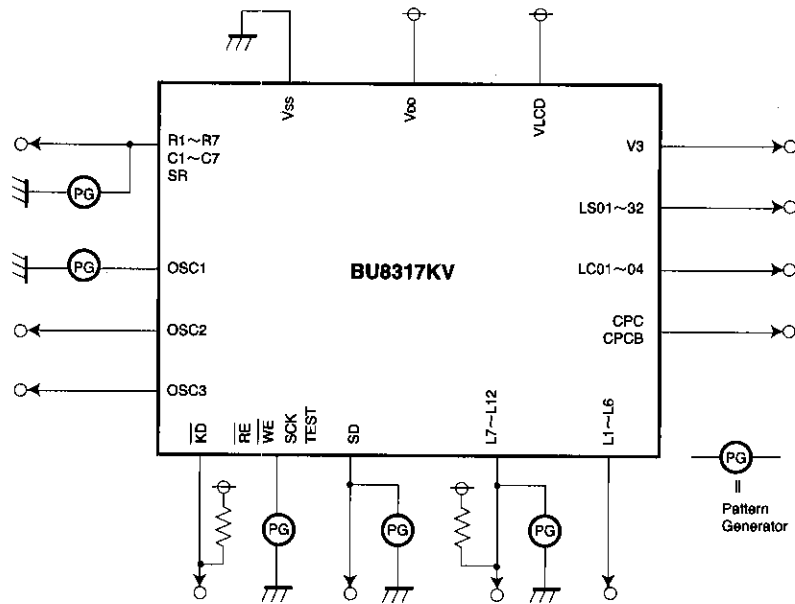 VSS
VDD
VLCD
R1~R7
C1~C7
SR
PG
OSC1
PG
OSC2
OSC3
BU8317KV
V3
LS01~32
LC01~04
CPC
CPCB
KD
RE
WE
SCK
TEST
SD
L7~L12
L1~L6
PG
PG
PG
PG
Pattern
Generator